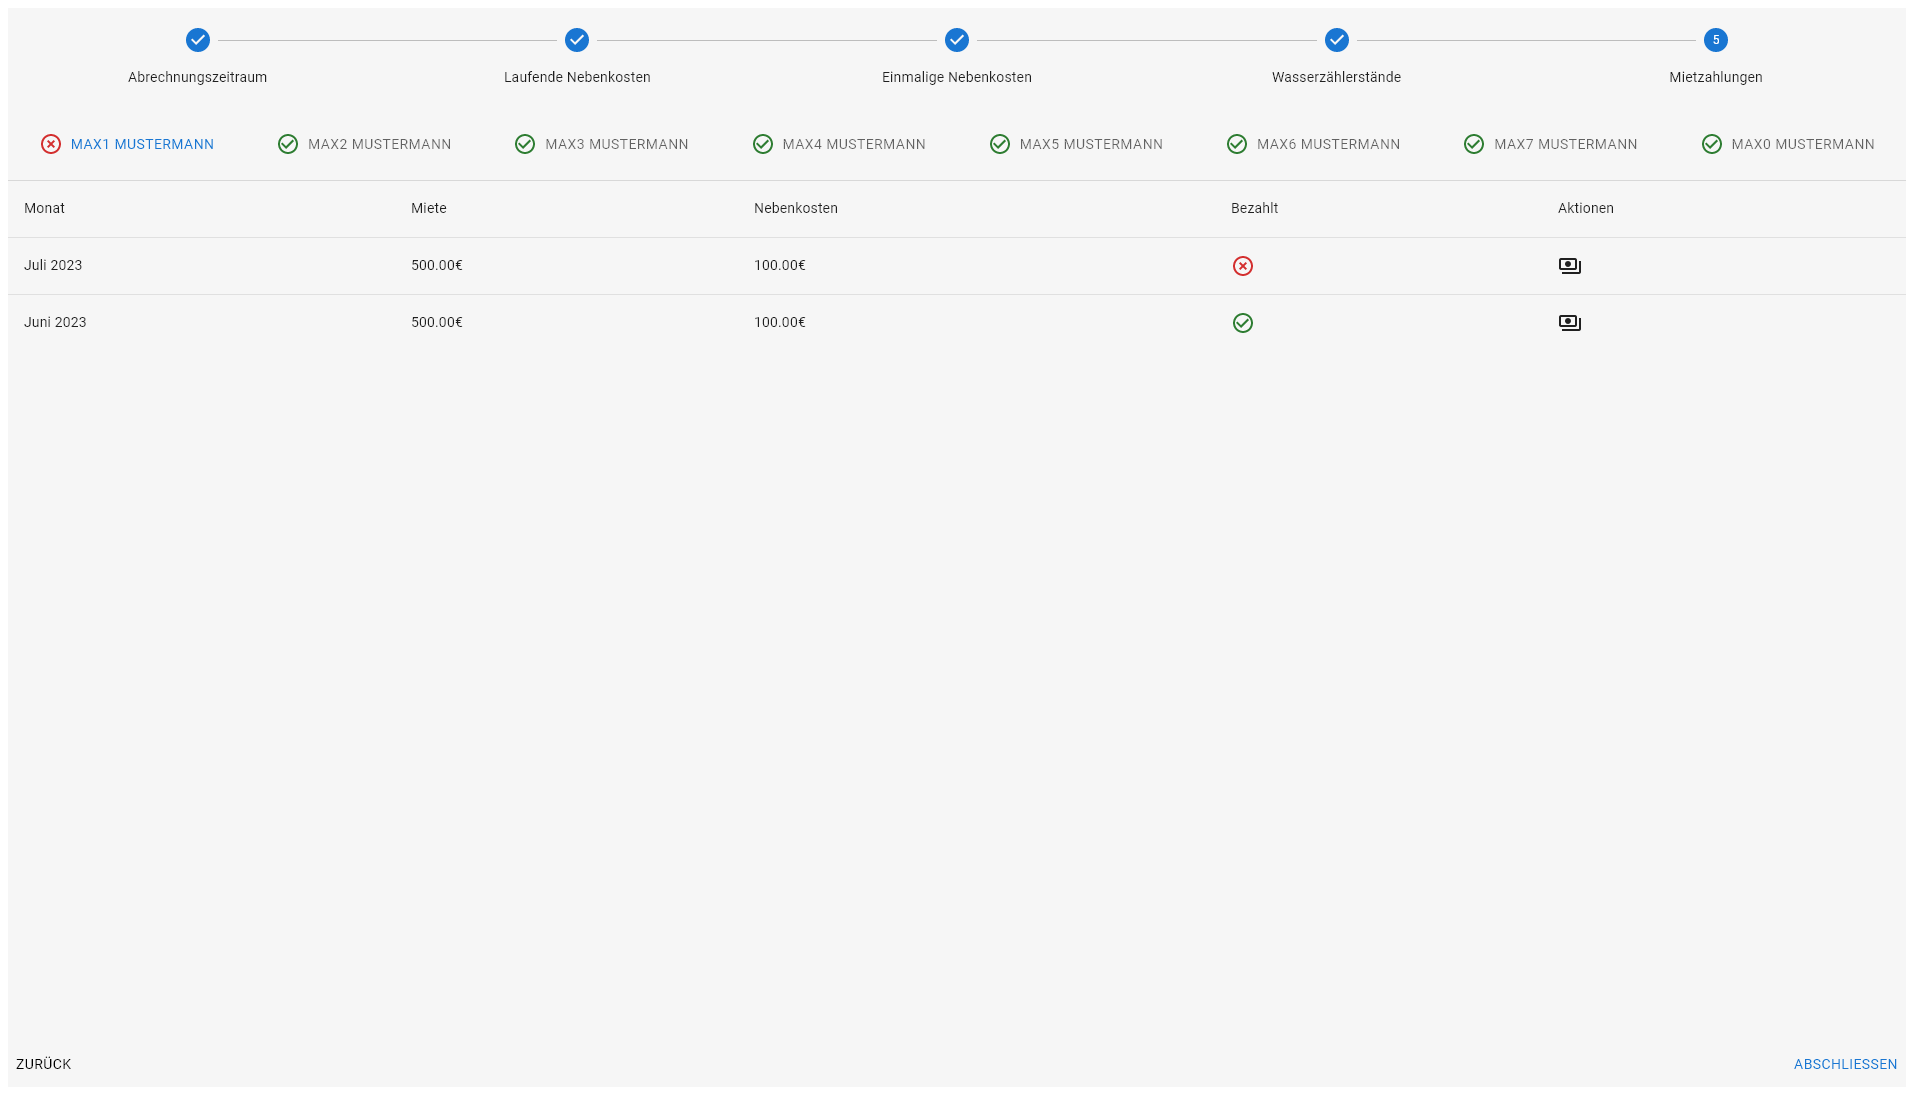 5
Abrechnungszeitraum Laufende Nebenkosten Einmalige Nebenkosten Wasserzählerstände Mietzahlungen
MAX1 MUSTERMANN MAX2 MUSTERMANN MAX3 MUSTERMANN MAX4 MUSTERMANN MAX5 MUSTERMANN MAX6 MUSTERMANN MAX7 MUSTERMANN MAX0 MUSTERMANN
Monat Miete Nebenkosten Bezahlt Aktionen
Juli 2023 500.00€ 100.00€
Juni 2023 500.00€ 100.00€
ZURÜCK ABSCHLIESSEN